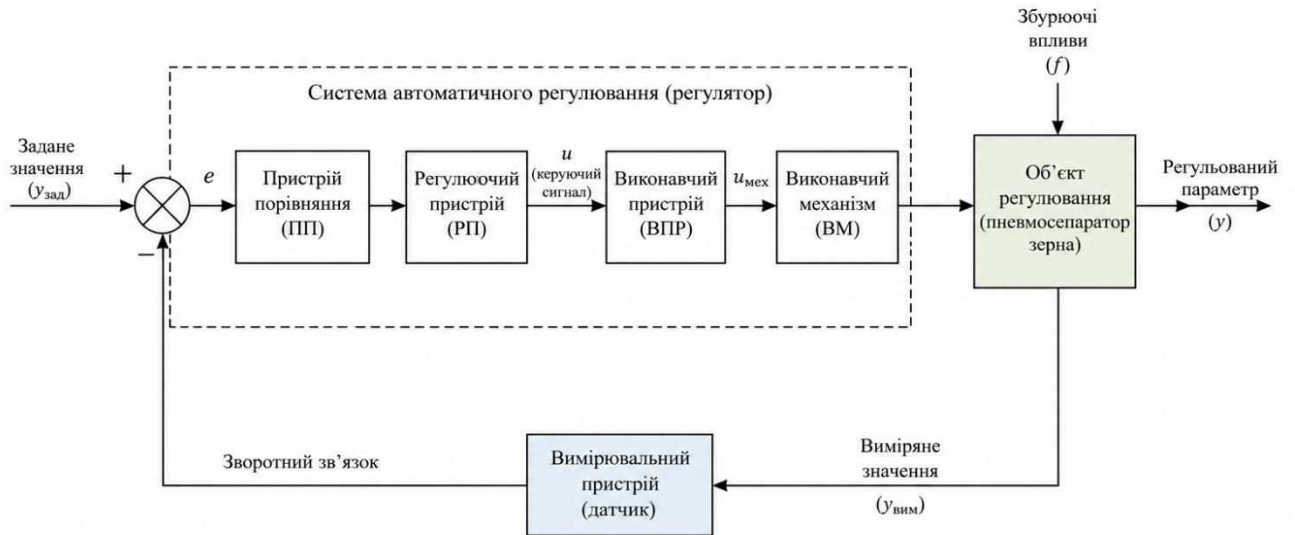 Збурюючі
впливи
(f)
Система автоматичного регулювання (регулятор)
Задане
значення
(yзад)
+
−
e
Пристрій
порівняння
(ПП)
Регулюючий
пристрій
(РП)
u
(керуючий
сигнал)
Виконавчий
пристрій
(ВПР)
uмех
Виконавчий
механізм
(ВМ)
Об’єкт
регулювання
(пневмосепаратор
зерна)
Регульований
параметр
(y)
Зворотний зв’язок
Вимірювальний
пристрій
(датчик)
Виміряне
значення
(yвим)